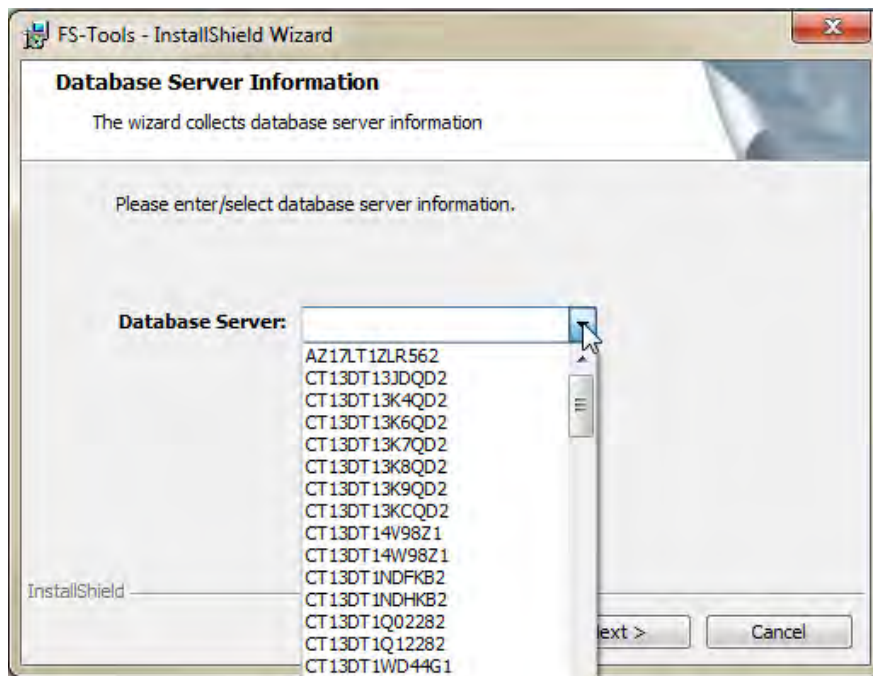 FS-Tools - InstallShield Wizard
Database Server Information
The wizard collects database server information
Please enter/select database server information.
Database Server:
AZ17LT1ZLR562
CT13DT13JDQD2
CT13DT13K4QD2
CT13DT13K6QD2
CT13DT13K7QD2
CT13DT13K8QD2
CT13DT13K9QD2
CT13DT13KCQD2
CT13DT14V98Z1
CT13DT14W98Z1
CT13DT1NDFKB2
InstallShield
CT13DT1NDHKB2
CT13DT1Q02282
ext >
Cancel
CT13DT1Q12282
CT13DT1WD44G1